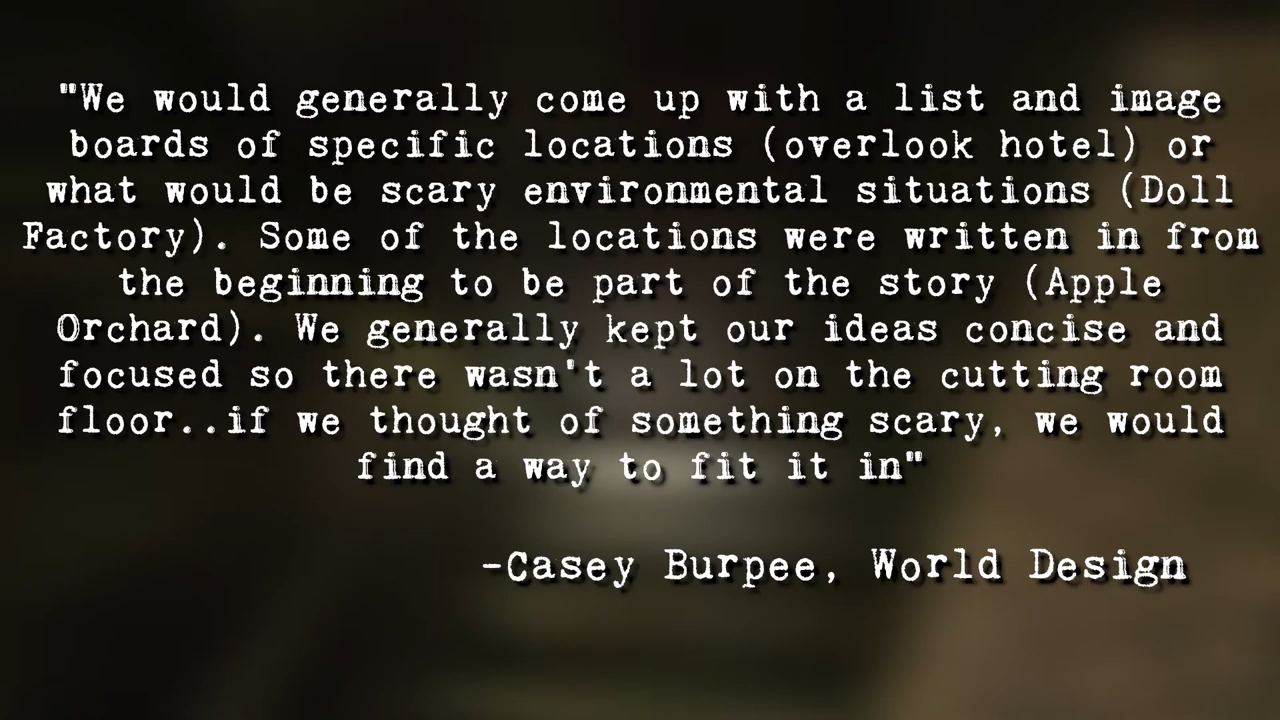 "We would generally come up with a list and image
boards of specific locations (overlook hotel) or
what would be scary environmental situations (Doll
Factory). Some of the locations were written in from
the beginning to be part of the story (Apple
Orchard). We generally kept our ideas concise and
focused so there wasn't a lot on the cutting room
floor..if we thought of something scary, we would
find a way to fit it in"
-Casey Burpee, World Design